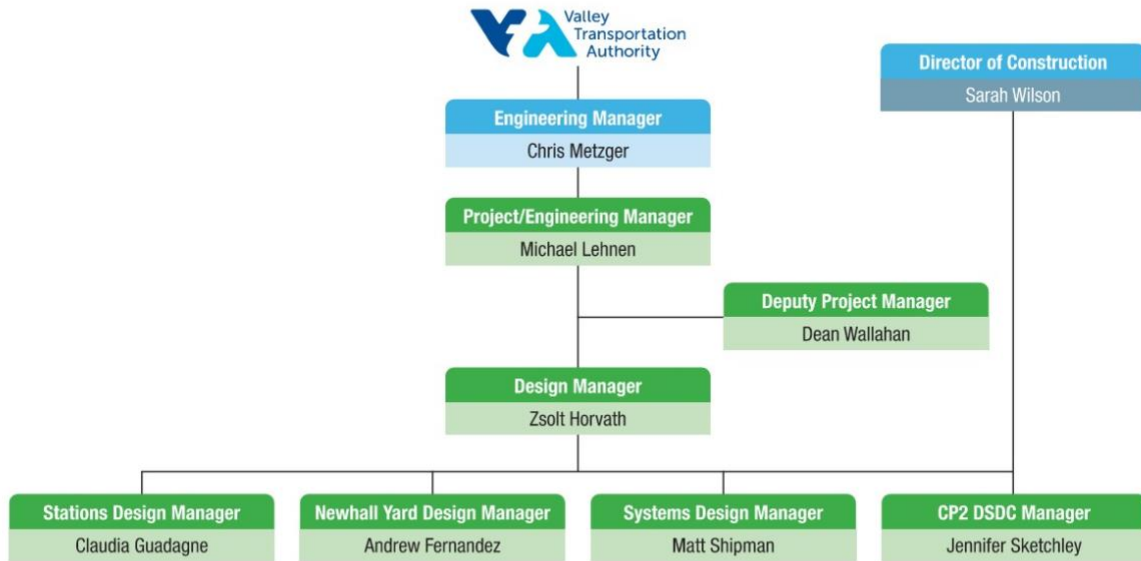 Valley
Transportation
Authority
Director of Construction
Sarah Wilson
Engineering Manager
Chris Metzger
Project/Engineering Manager
Michael Lehnen
Deputy Project Manager
Dean Wallahan
Design Manager
Zsolt Horvath
Stations Design Manager
Claudia Guadagne
Newhall Yard Design Manager
Andrew Fernandez
Systems Design Manager
Matt Shipman
CP2 DSDC Manager
Jennifer Sketchley